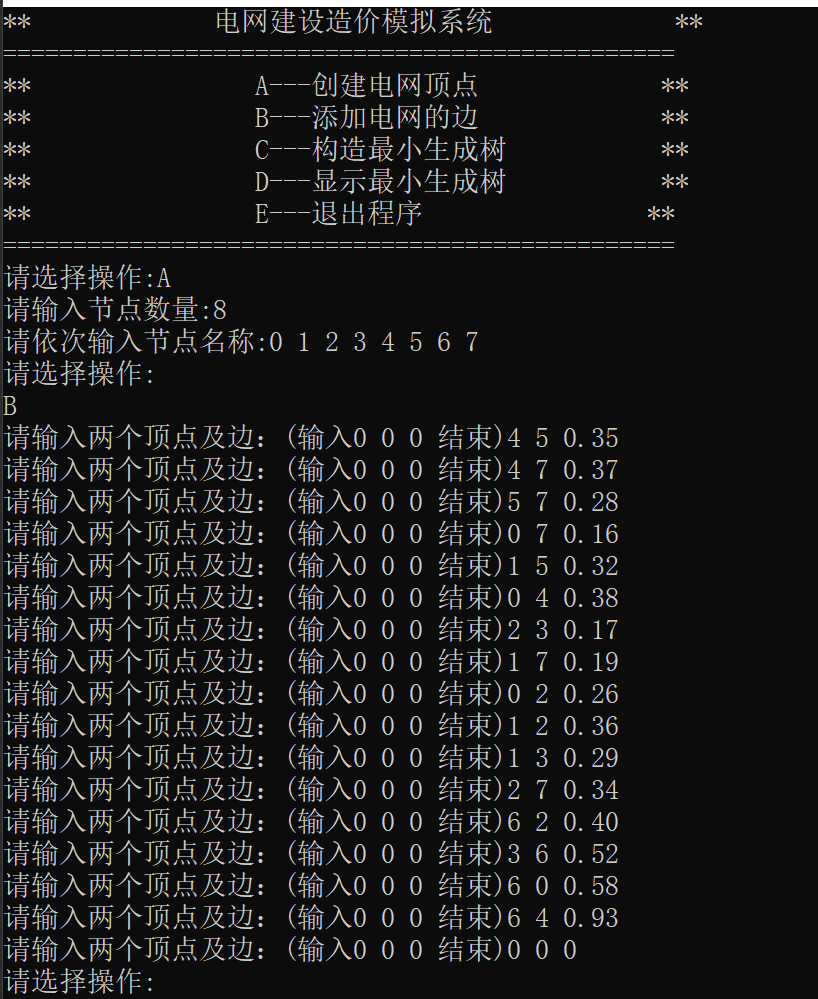 **             电网建设造价模拟系统             **
================================================
**                A---创建电网顶点             **
**                B---添加电网的边             **
**                C---构造最小生成树           **
**                D---显示最小生成树           **
**                E---退出程序                **
================================================
请选择操作:A
请输入节点数量:8
请依次输入节点名称:0 1 2 3 4 5 6 7
请选择操作:
B
请输入两个顶点及边: (输入0 0 0 结束)4 5 0.35
请输入两个顶点及边: (输入0 0 0 结束)4 7 0.37
请输入两个顶点及边: (输入0 0 0 结束)5 7 0.28
请输入两个顶点及边: (输入0 0 0 结束)0 7 0.16
请输入两个顶点及边: (输入0 0 0 结束)1 5 0.32
请输入两个顶点及边: (输入0 0 0 结束)0 4 0.38
请输入两个顶点及边: (输入0 0 0 结束)2 3 0.17
请输入两个顶点及边: (输入0 0 0 结束)1 7 0.19
请输入两个顶点及边: (输入0 0 0 结束)0 2 0.26
请输入两个顶点及边: (输入0 0 0 结束)1 2 0.36
请输入两个顶点及边: (输入0 0 0 结束)1 3 0.29
请输入两个顶点及边: (输入0 0 0 结束)2 7 0.34
请输入两个顶点及边: (输入0 0 0 结束)6 2 0.40
请输入两个顶点及边: (输入0 0 0 结束)3 6 0.52
请输入两个顶点及边: (输入0 0 0 结束)6 0 0.58
请输入两个顶点及边: (输入0 0 0 结束)6 4 0.93
请输入两个顶点及边: (输入0 0 0 结束)0 0 0
请选择操作: